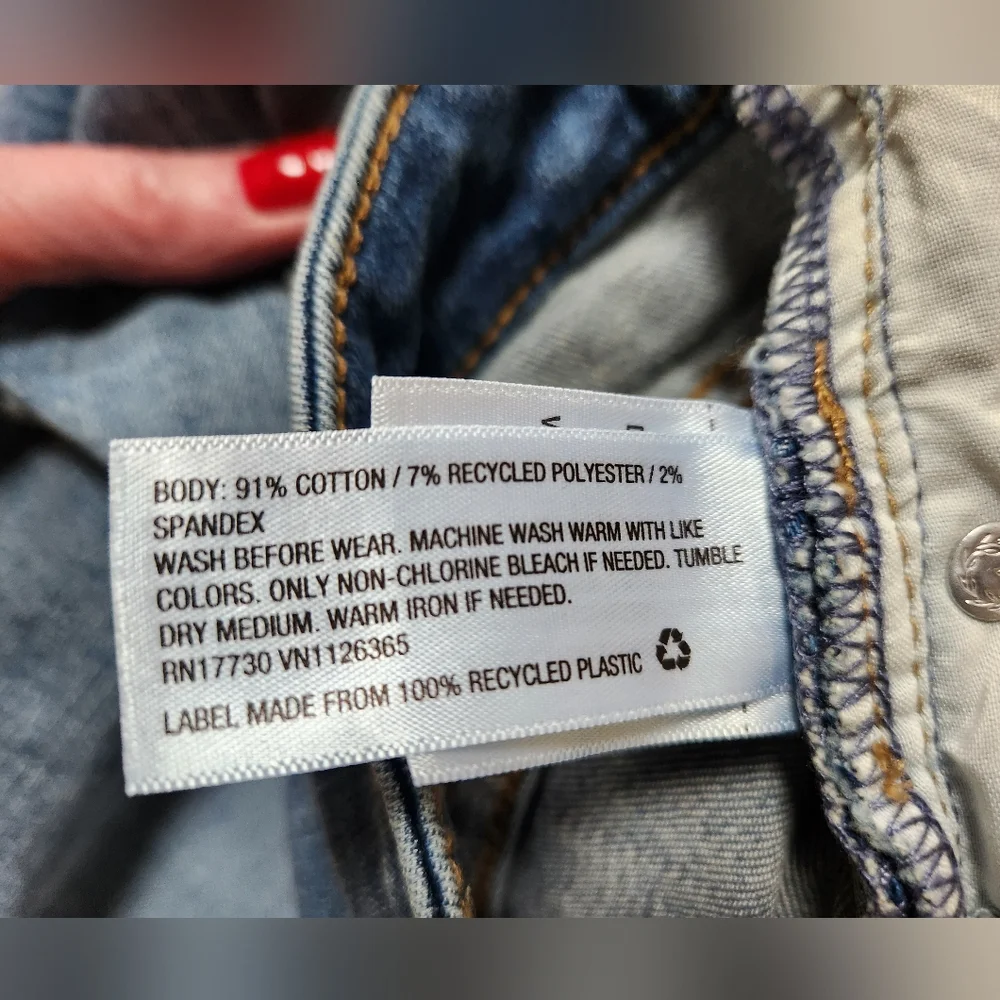 BODY: 91% COTTON / 7% RECYCLED POLYESTER / 2%
SPANDEX
WASH BEFORE WEAR. MACHINE WASH WARM WITH LIKE
COLORS. ONLY NON-CHLORINE BLEACH IF NEEDED. TUMBLE
DRY MEDIUM. WARM IRON IF NEEDED.
RN17730 VN1126365
LABEL MADE FROM 100% RECYCLED PLASTIC